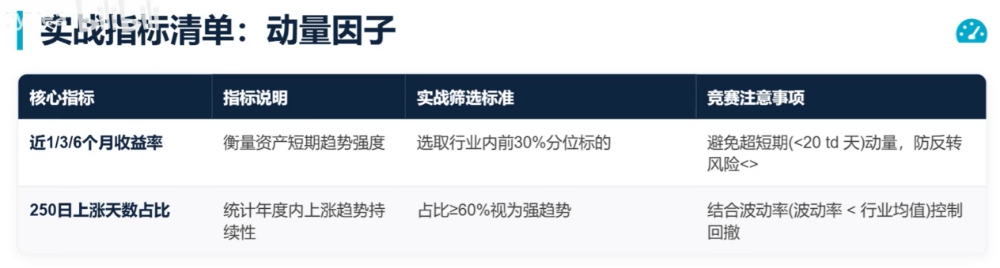 实战指标清单：动量因子
核心指标 指标说明 实战筛选标准 竞赛注意事项
近1/3/6个月收益率 衡量资产短期趋势强度 选取行业内前30%分位标的 避免超短期(<20 td 天)动量，防反转
风险<>
250日上涨天数占比 统计年度内上涨趋势持 占比≥60%视为强趋势 结合波动率(波动率 < 行业均值)控制
续性 回撤